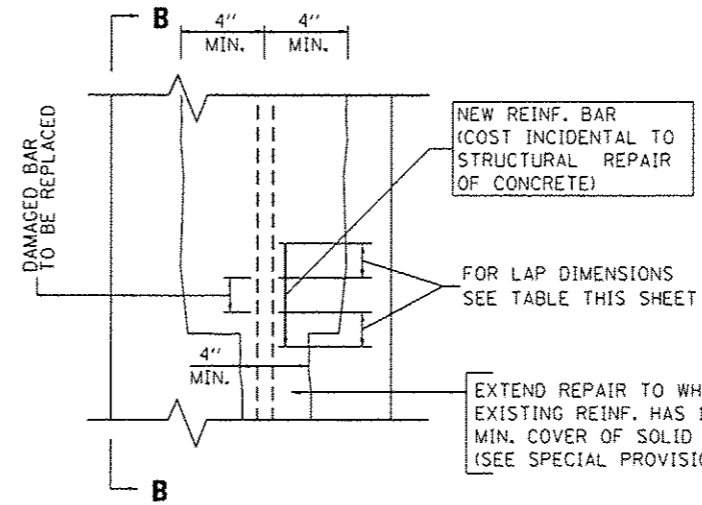 B
4" MIN.
4" MIN.
DAMAGED BAR
TO BE REPLACED
NEW REINF. BAR
(COST INCIDENTAL TO
STRUCTURAL REPAIR
OF CONCRETE)
FOR LAP DIMENSIONS
SEE TABLE THIS SHEET
4" MIN.
EXTEND REPAIR TO
EXISTING REINF. HAS
MIN. COVER OF SOLID
(SEE SPECIAL
B